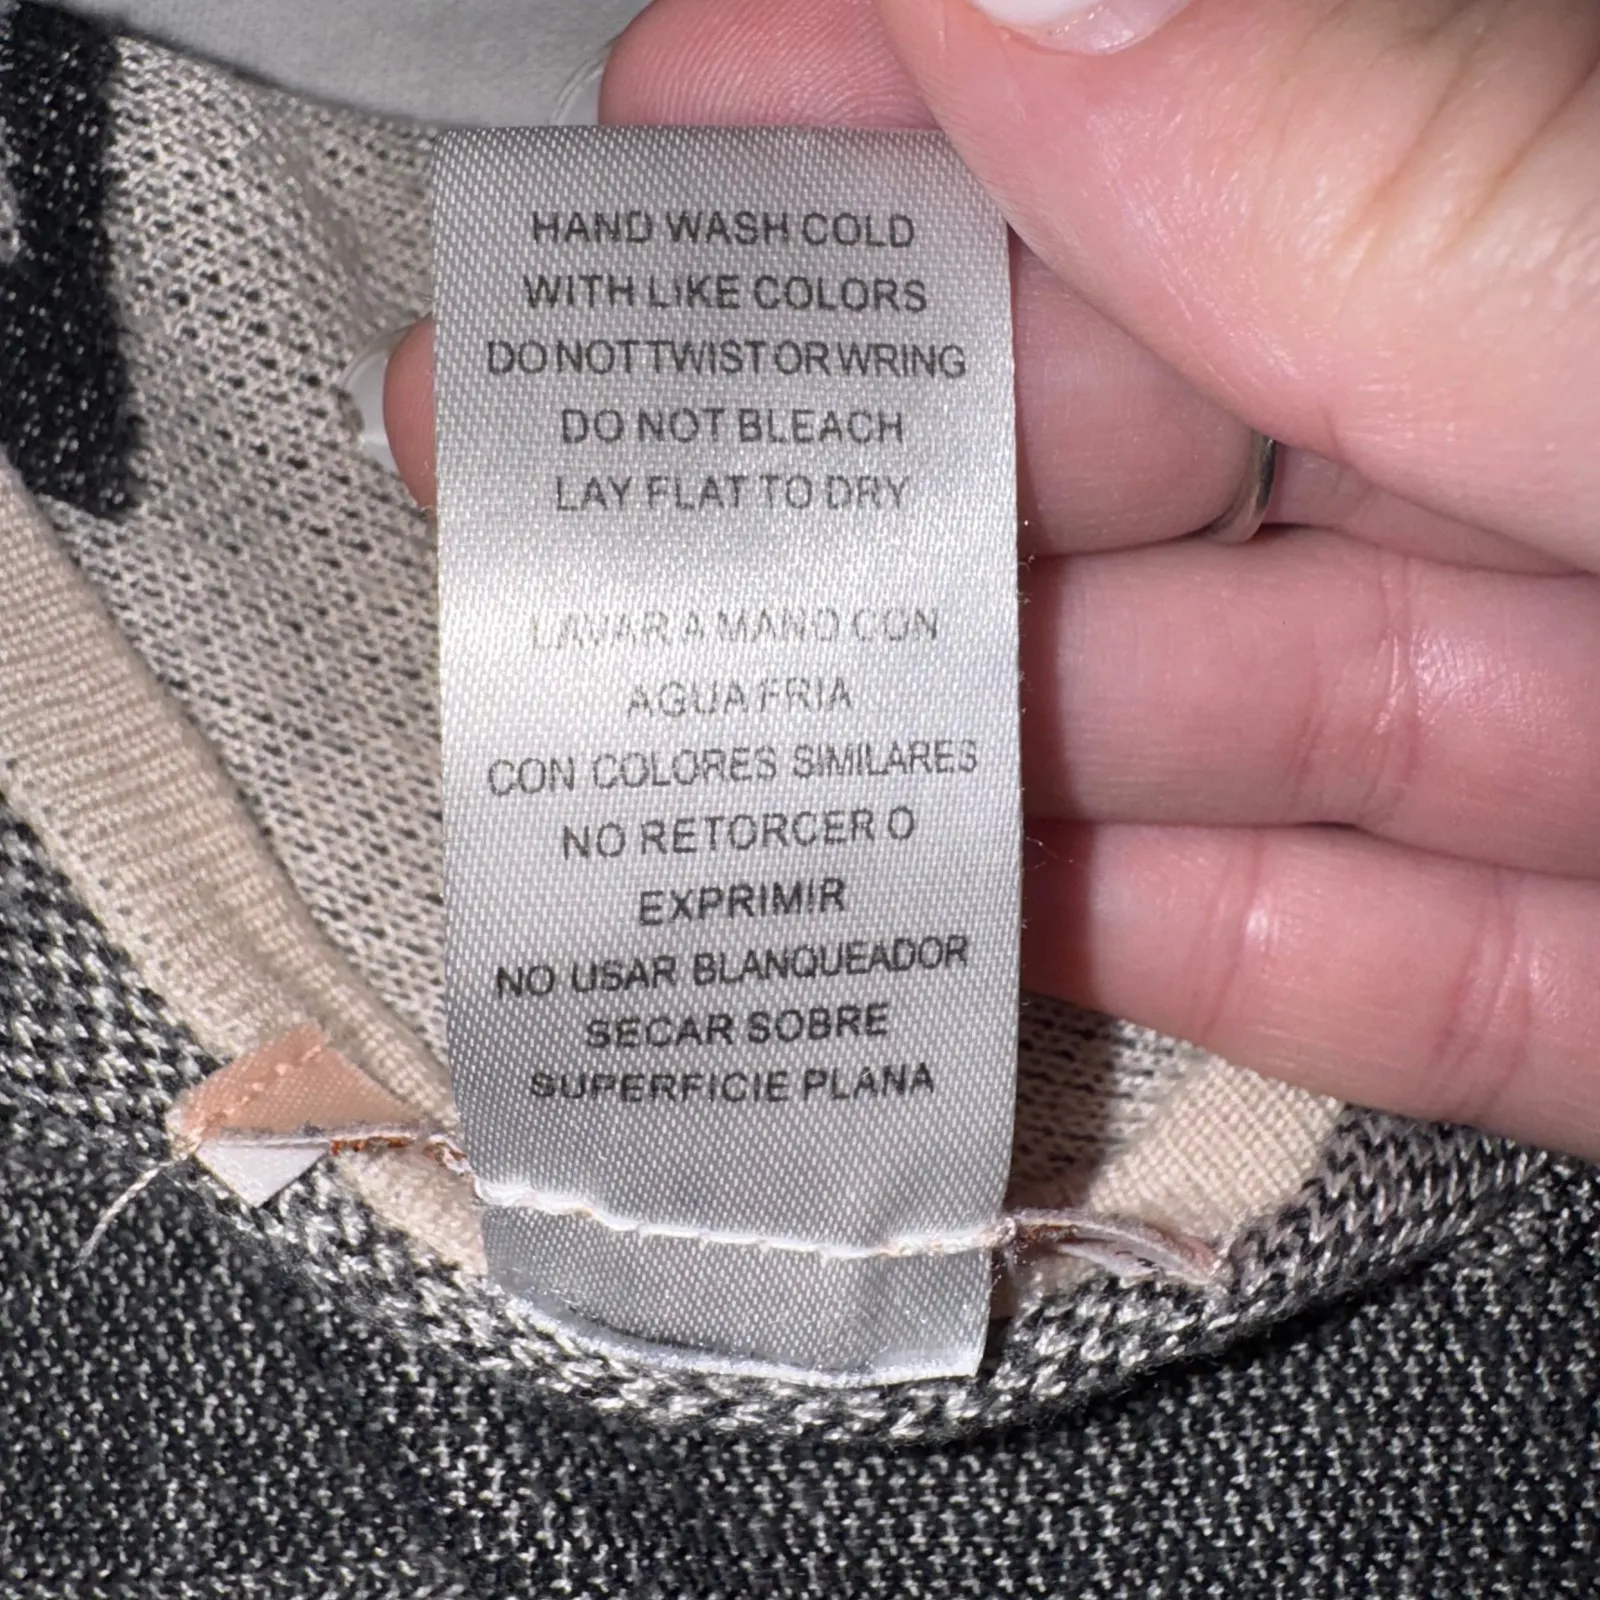 HAND WASH COLD
WITH LIKE COLORS
DO NOT TWIST OR WRING
DO NOT BLEACH
LAY FLAT TO DRY
LAVAR A MANO CON
AGUA FRIA
CON COLORES SIMILARES
NO RETORCER O
EXPRIMIR
NO USAR BLANQUEADOR
SECAR SOBRE
SUPERFICIE PLANA